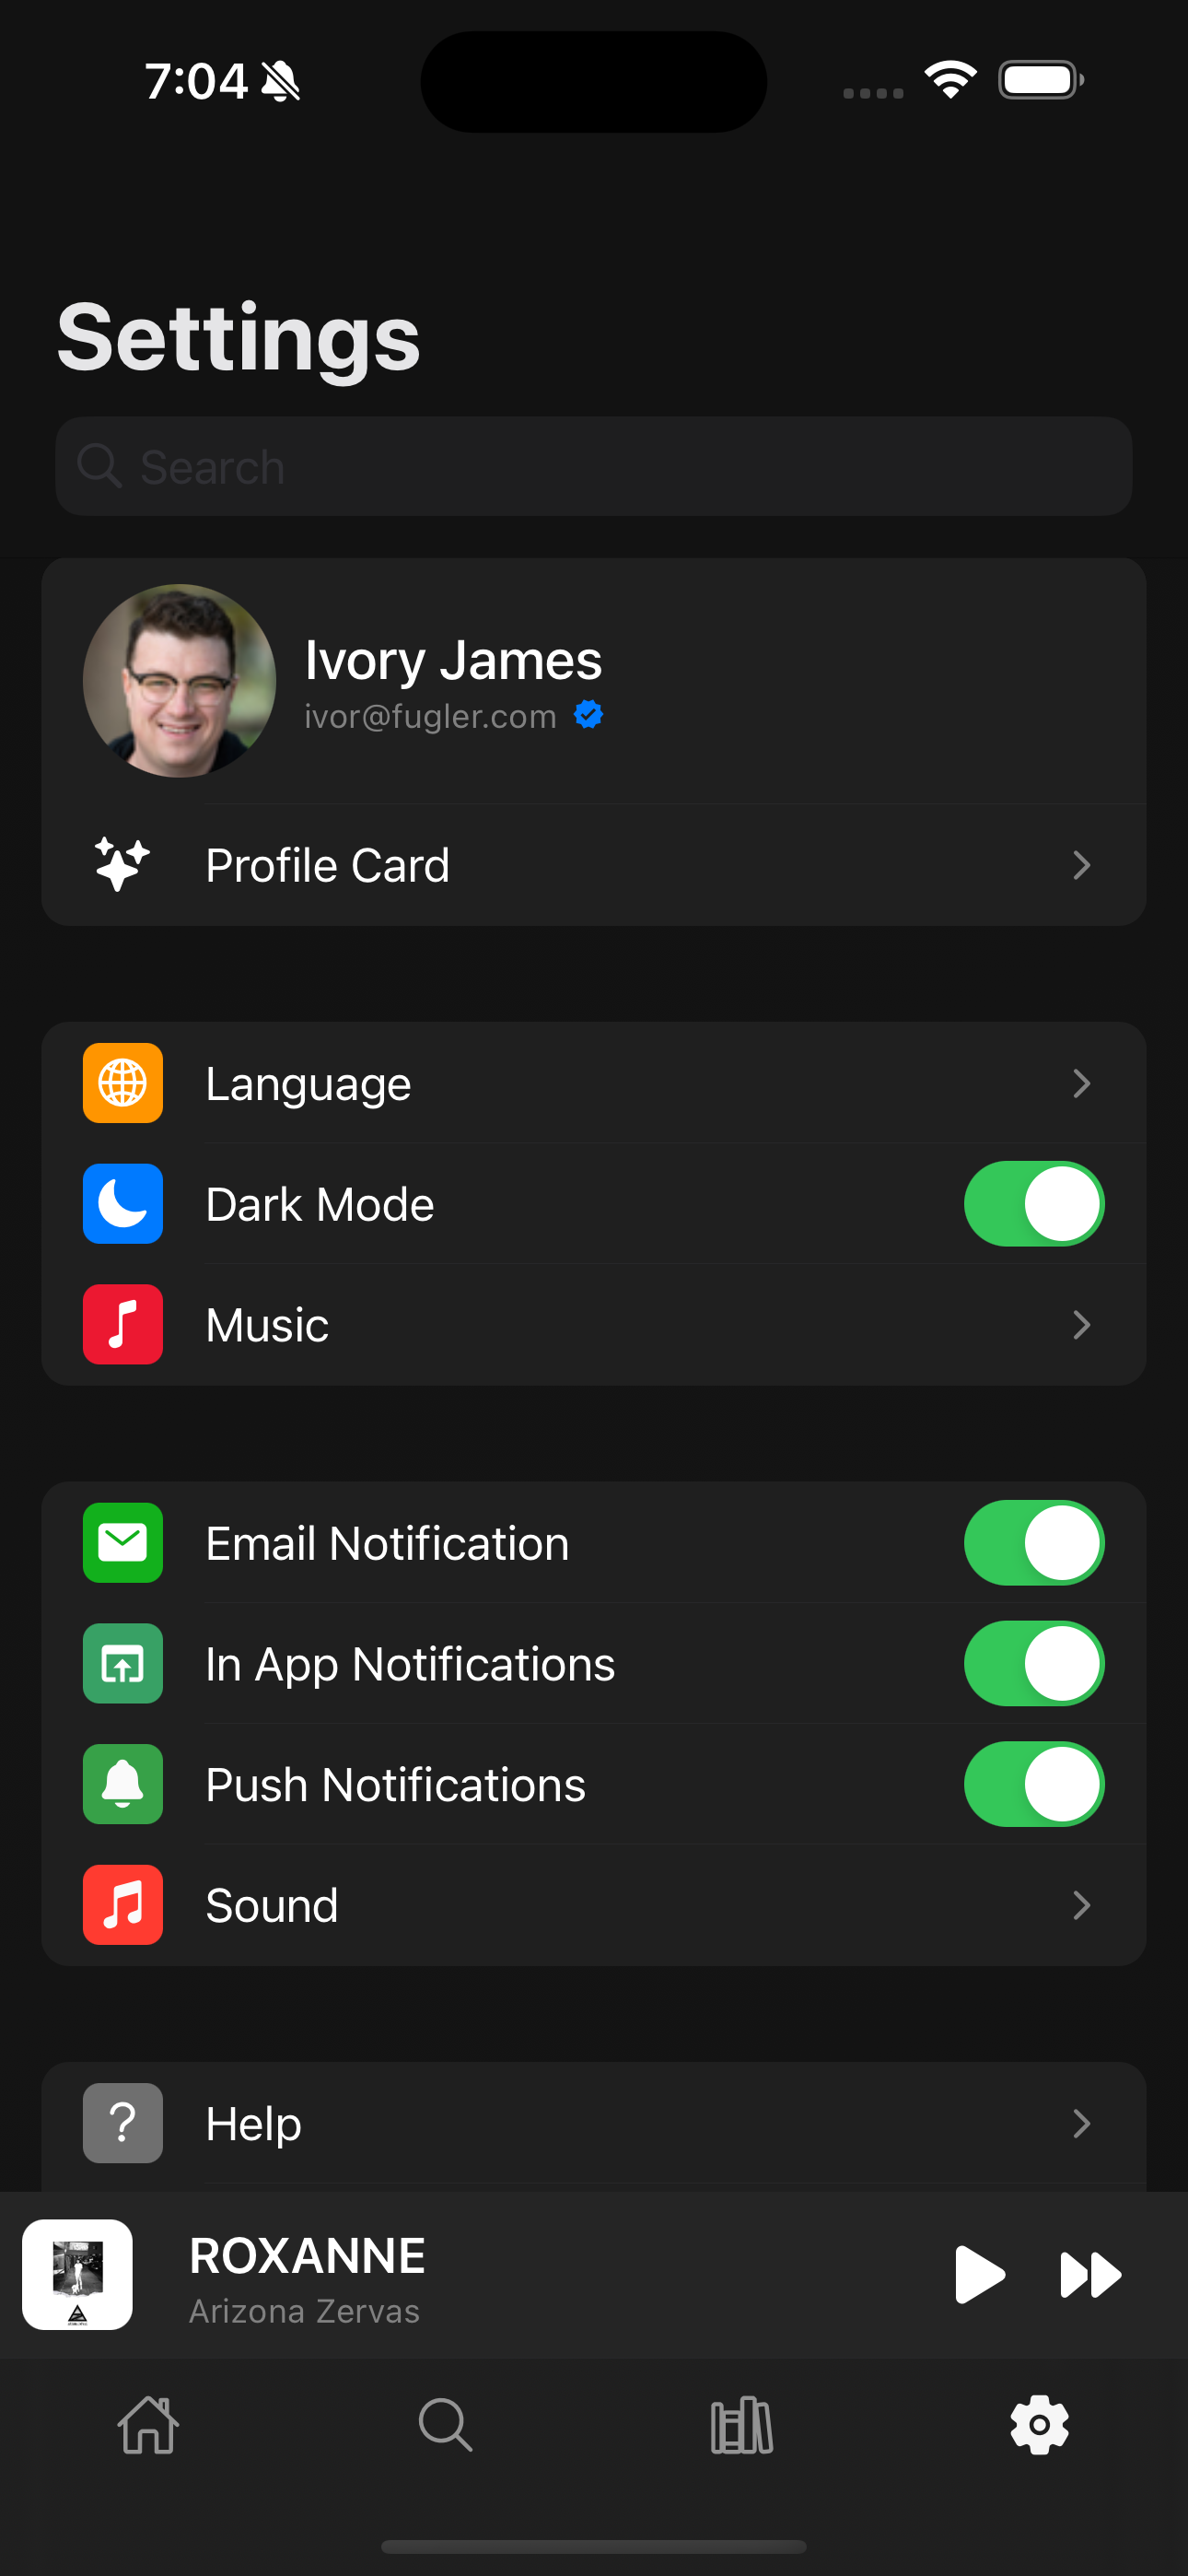 7:04
Settings
Search
Ivory James
ivor@fugler.com
Profile Card
Language
Dark Mode
Music
Email Notification
In App Notifications
Push Notifications
Sound
? Help
ROXANNE
Arizona Zervas